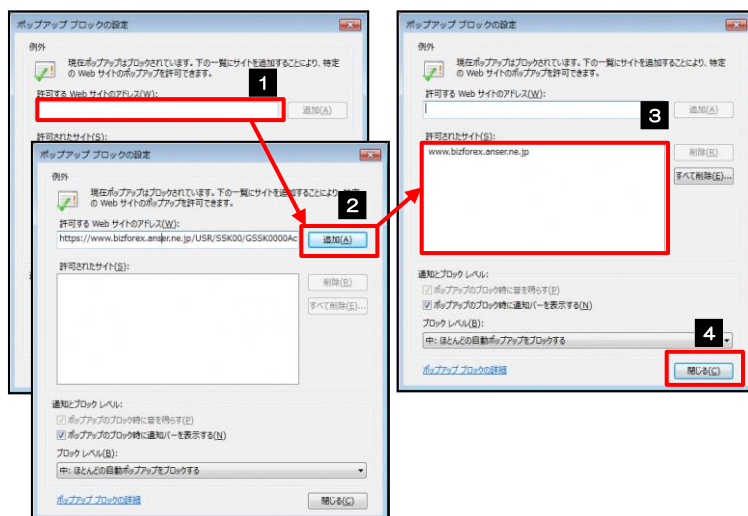 ポップアップ ブロックの設定
例外
現在ポップアップはブロックされています。下の一覧にサイトを追加することにより、特定
の Web サイトのポップアップを許可できます。
1
許可する Web サイトのアドレス(W):
追加(A)
許可されたサイト(S):
ポップアップ ブロックの設定
例外
現在ポップアップはブロックされています。下の一覧にサイトを追加することにより、特定
の Web サイトのポップアップを許可できます。
2
許可する Web サイトのアドレス(W):
https://www.bizforex.anser.ne.jp/USR/SSK00/GSSK0000Ac
追加(A)
許可されたサイト(S):
削除(R)
すべて削除(E)...
通知とブロック レベル:
ポップアップのブロック時に音を鳴らす(P)
ポップアップのブロック時に通知バーを表示する(N)
ブロック レベル(B):
中: ほとんどの自動ポップアップをブロックする
ポップアップ ブロックの詳細
閉じる(C)
ポップアップ ブロックの設定
例外
現在ポップアップはブロックされています。下の一覧にサイトを追加することにより、特定
の Web サイトのポップアップを許可できます。
許可する Web サイトのアドレス(W):
3
追加(A)
許可されたサイト(S):
www.bizforex.anser.ne.jp
削除(R)
すべて削除(E)...
通知とブロック レベル:
ポップアップのブロック時に音を鳴らす(P)
ポップアップのブロック時に通知バーを表示する(N)
ブロック レベル(B):
4
中: ほとんどの自動ポップアップをブロックする
ポップアップ ブロックの詳細
閉じる(C)